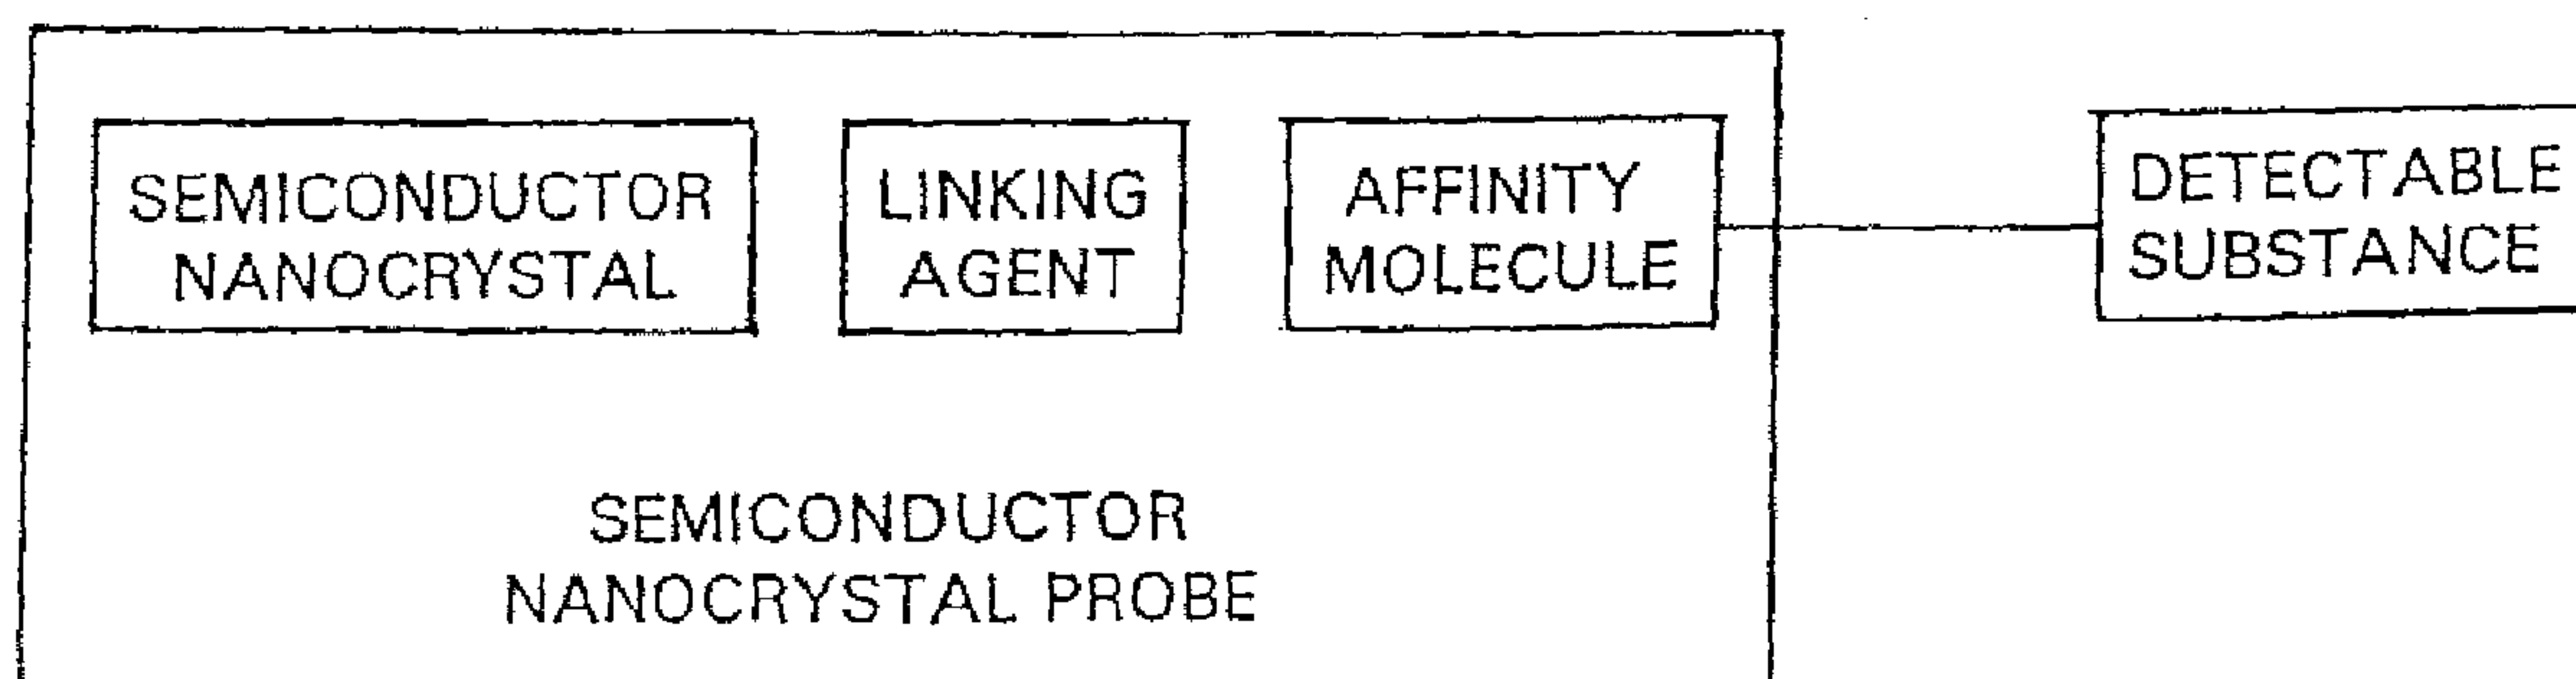 SEMICONDUCTOR
NANOCRYSTAL
LINKING
AGENT
AFFINITY
MOLECULE
DETECTABLE
SUBSTANCE
SEMICONDUCTOR
NANOCRYSTAL PROBE